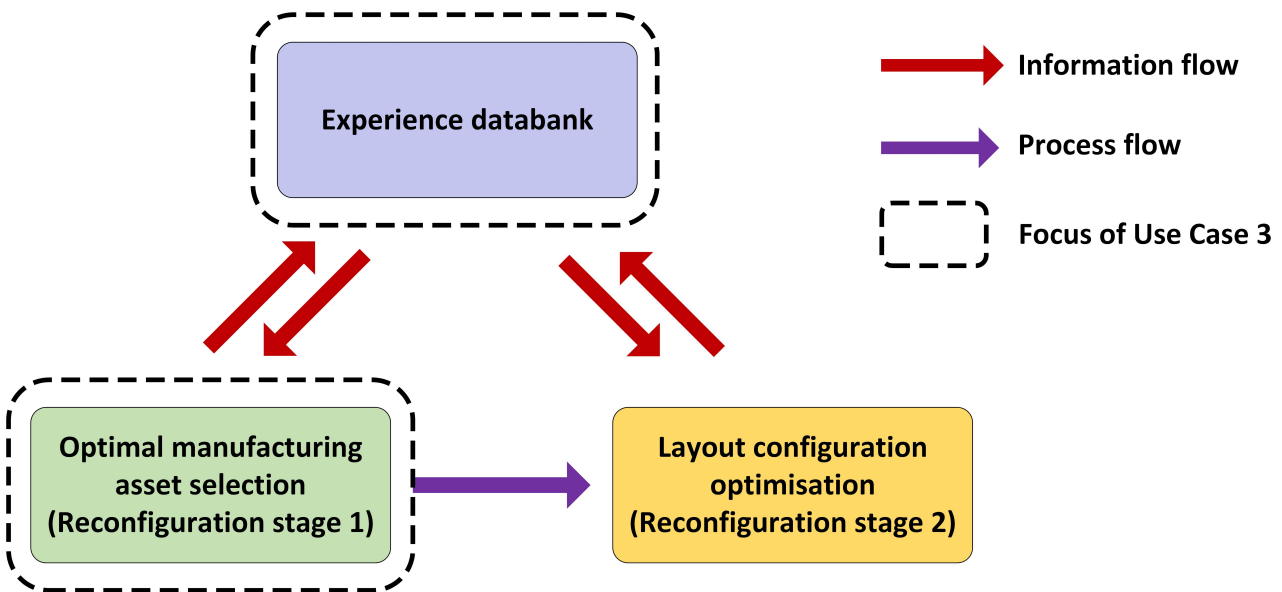 Experience databank
Information flow
Process flow
Focus of Use Case 3
Optimal manufacturing
asset selection
(Reconfiguration stage 1)
Layout configuration
optimisation
(Reconfiguration stage 2)